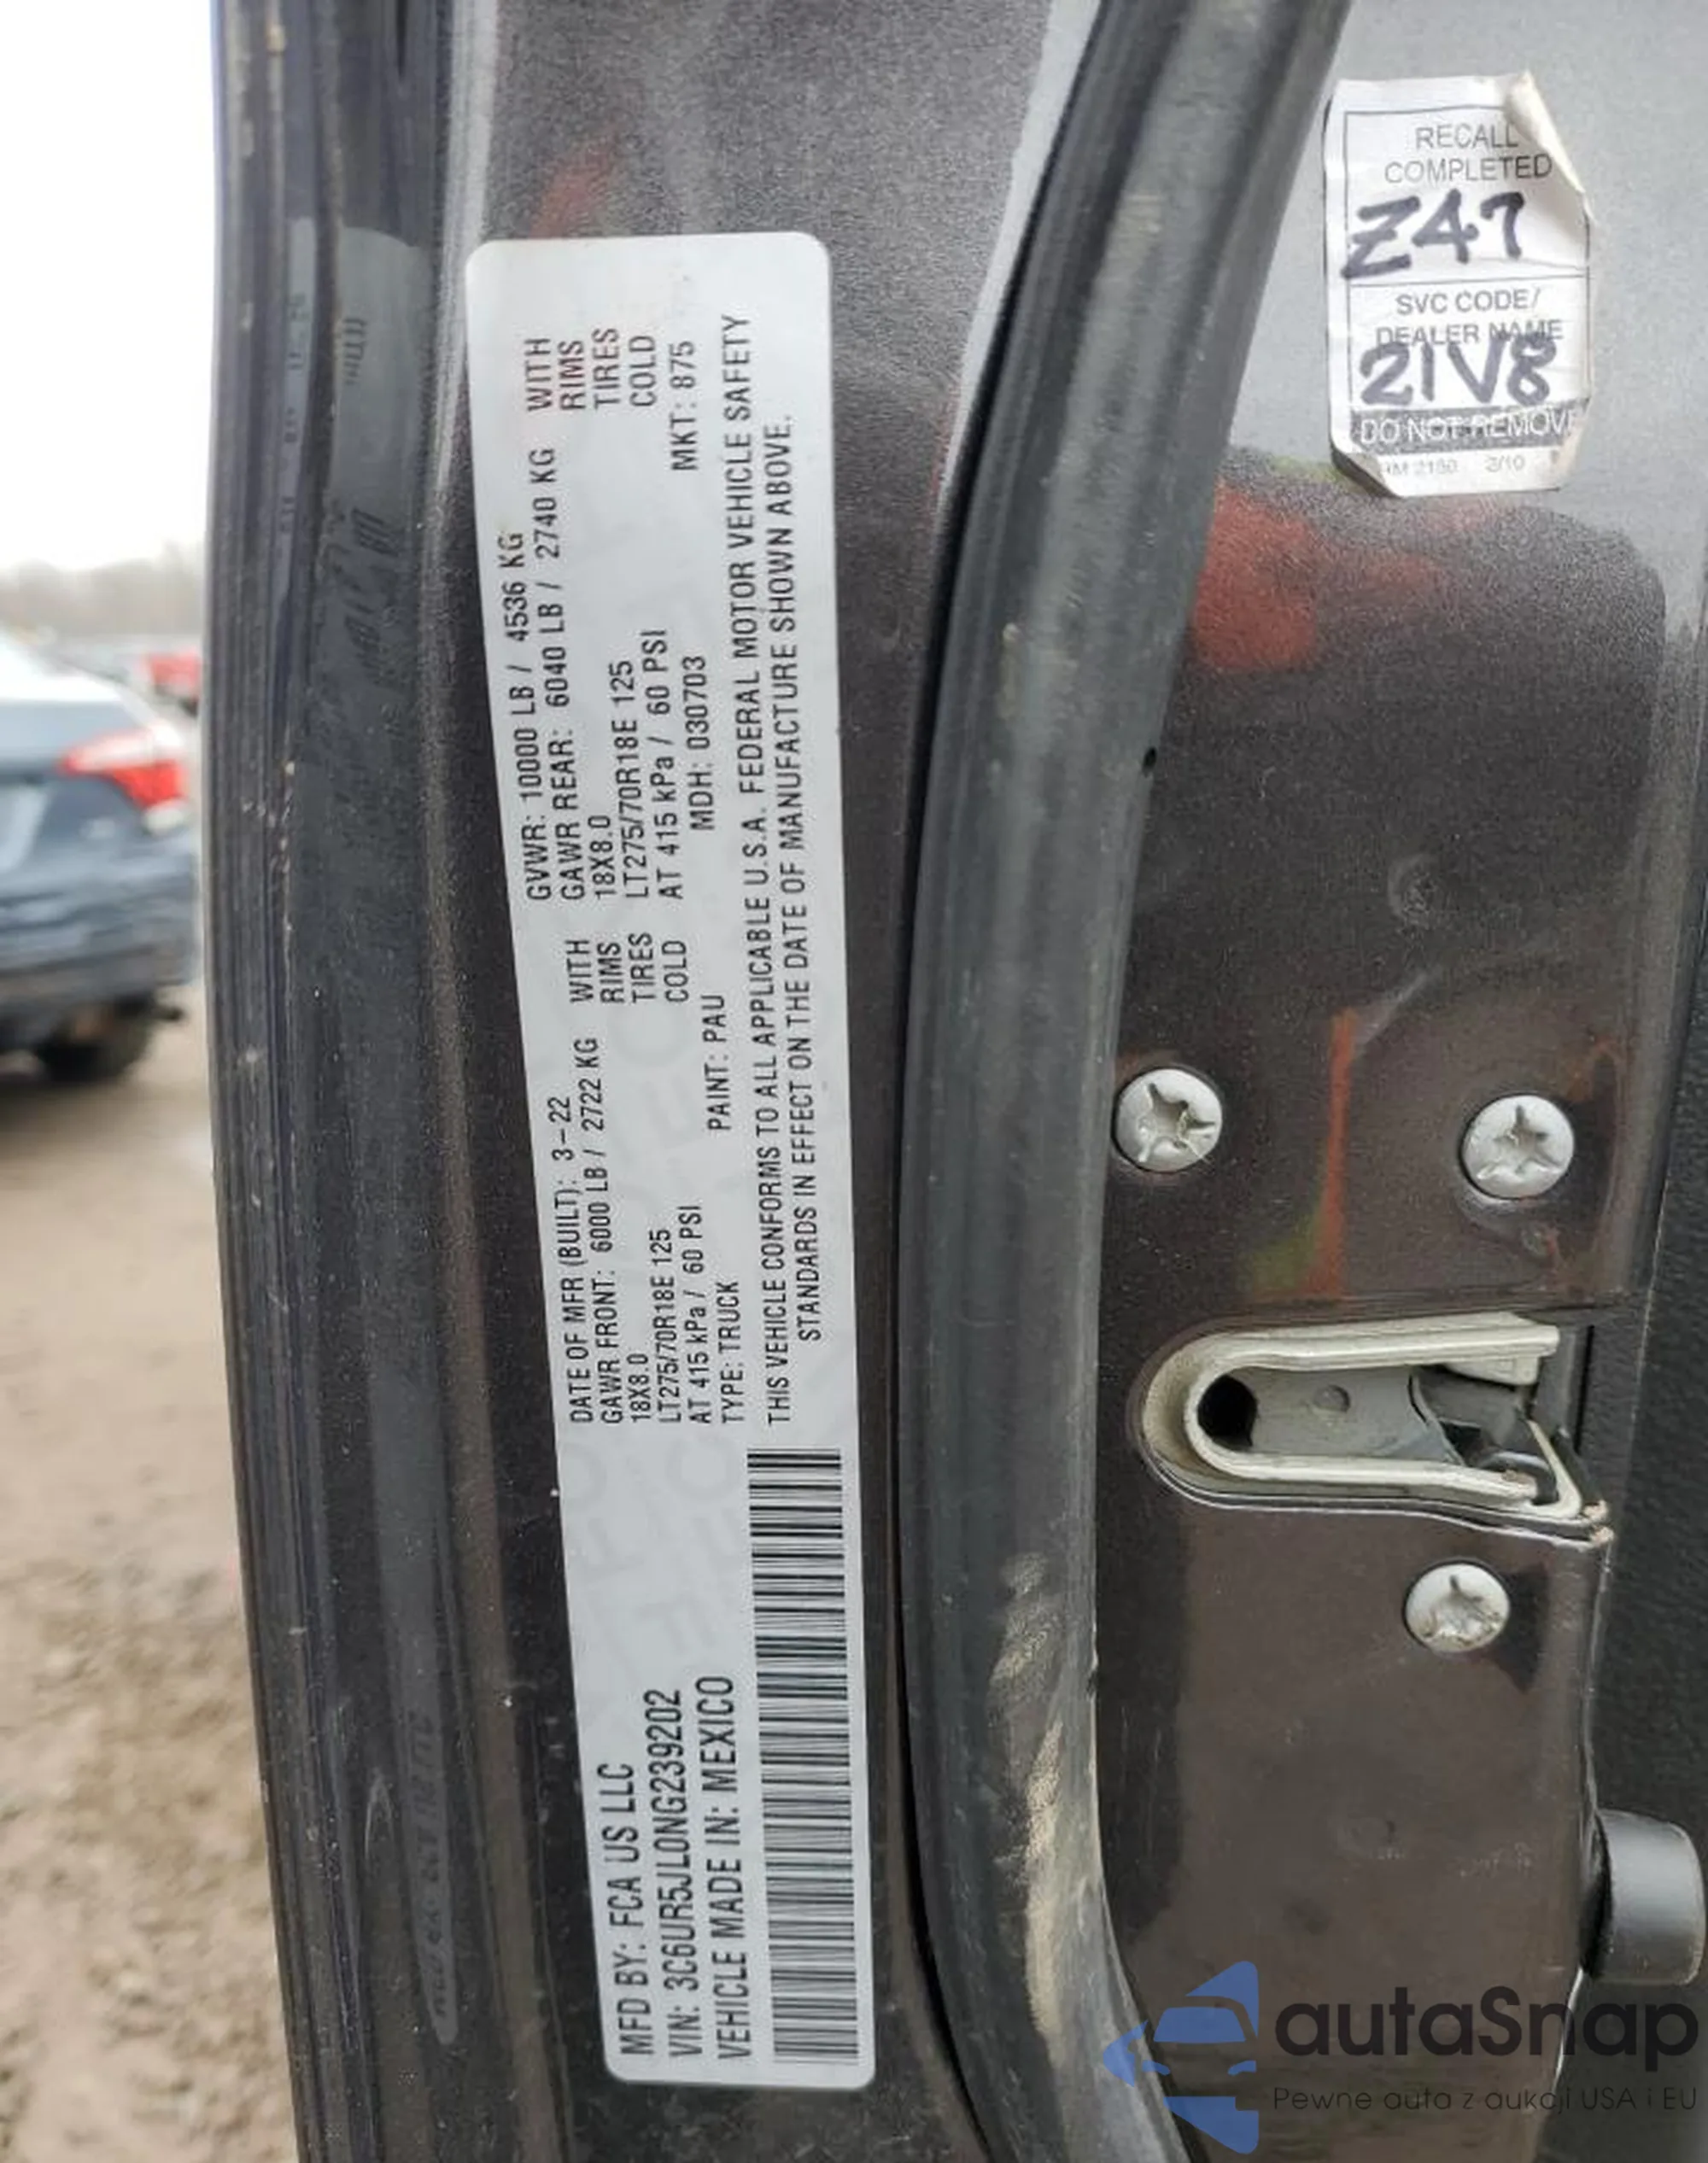 MFD BY: FCA US LLC
VIN: 3C6UR5JL0NG239202
VEHICLE MADE IN: MEXICO
DATE OF MFR (BUILT): 3-22
GAWR FRONT: 6000 LB / 2722 KG WITH
18X8.0 RIMS
LT275/70R18E 125 TIRES
AT 415 kPa / 60 PSI COLD
TYPE: TRUCK PAINT: PAU
GVWR: 10000 LB / 4536 KG
GAWR REAR: 6040 LB / 2740 KG WITH
18X8.0 RIMS
LT275/70R18E 125 TIRES
AT 415 kPa / 60 PSI COLD
MDH: 030703 MKT: 875
THIS VEHICLE CONFORMS TO ALL APPLICABLE U.S.A. FEDERAL MOTOR VEHICLE SAFETY
STANDARDS IN EFFECT ON THE DATE OF MANUFACTURE SHOWN ABOVE.
RECALL
COMPLETED
Z47
SVC CODE/
DEALER NAME
21V8
DO NOT REMOVE
2/10
autaSnap
Pewne auta z aukcji USA i EU